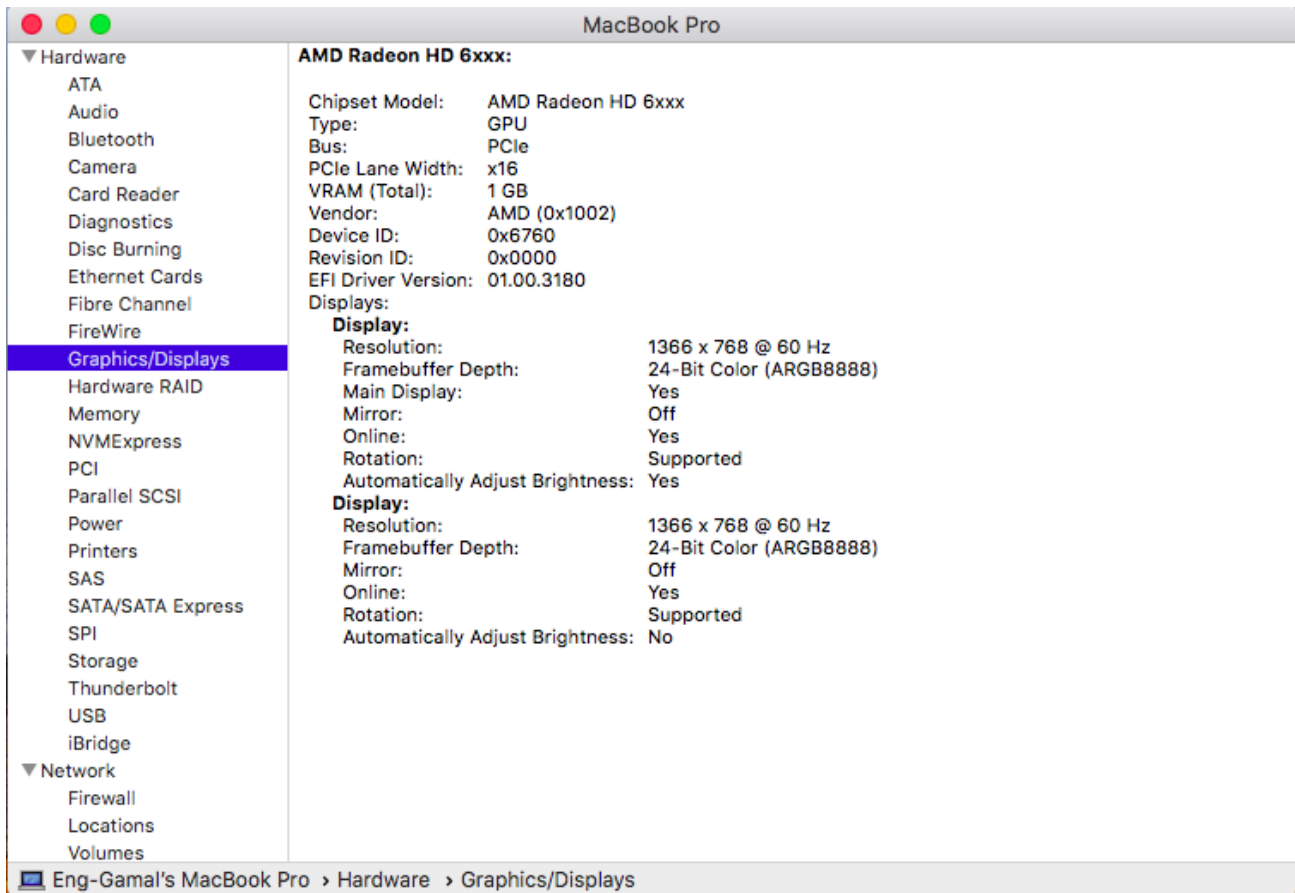 MacBook Pro
Hardware
ATA
Audio
Bluetooth
Camera
Card Reader
Diagnostics
Disc Burning
Ethernet Cards
Fibre Channel
FireWire
Graphics/Displays
Hardware RAID
Memory
NVMExpress
PCI
Parallel SCSI
Power
Printers
SAS
SATA/SATA Express
SPI
Storage
Thunderbolt
USB
iBridge
Network
Firewall
Locations
Volumes
AMD Radeon HD 6xxx:
Chipset Model: AMD Radeon HD 6xxx
Type: GPU
Bus: PCIe
PCIe Lane Width: x16
VRAM (Total): 1 GB
Vendor: AMD (0x1002)
Device ID: 0x6760
Revision ID: 0x0000
EFI Driver Version: 01.00.3180
Displays:
Display:
Resolution: 1366 x 768 @ 60 Hz
Framebuffer Depth: 24-Bit Color (ARGB8888)
Main Display: Yes
Mirror: Off
Online: Yes
Rotation: Supported
Automatically Adjust Brightness: Yes
Display:
Resolution: 1366 x 768 @ 60 Hz
Framebuffer Depth: 24-Bit Color (ARGB8888)
Mirror: Off
Online: Yes
Rotation: Supported
Automatically Adjust Brightness: No
Eng-Gamal's MacBook Pro › Hardware › Graphics/Displays